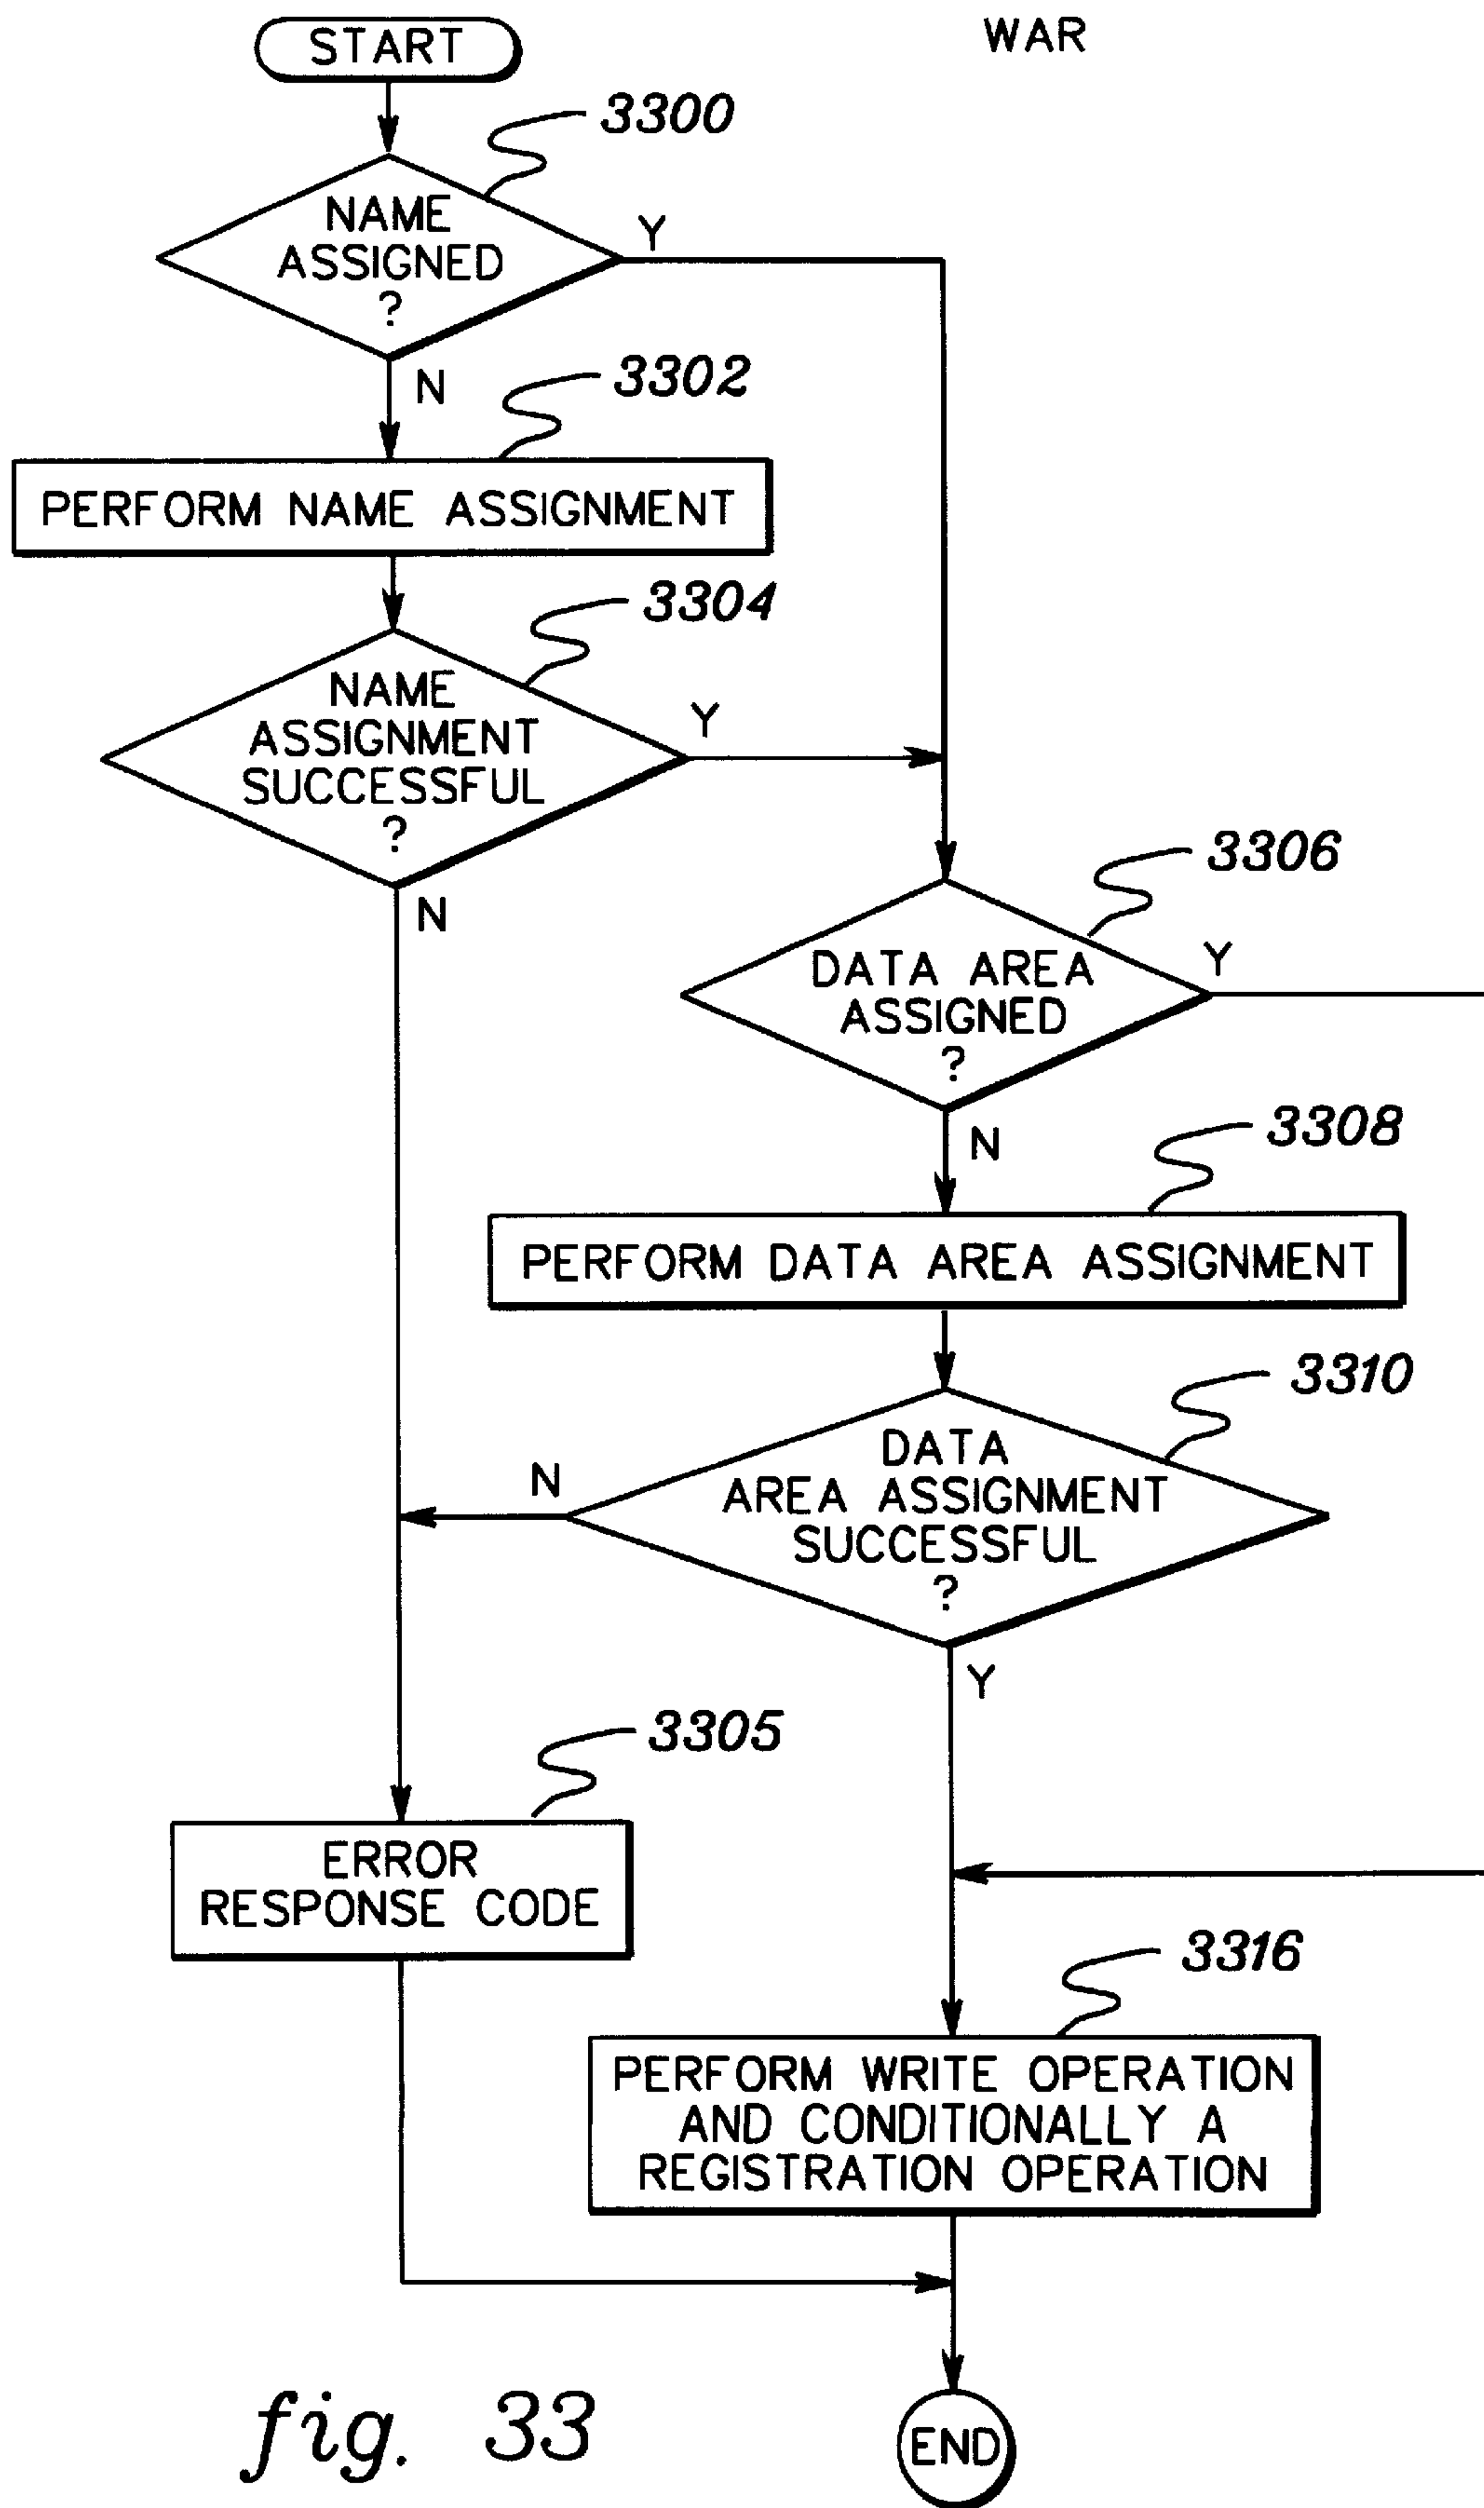 START
WAR
3300
NAME
ASSIGNED
?
Y
N
3302
PERFORM NAME ASSIGNMENT
3304
NAME
ASSIGNMENT
SUCCESSFUL
?
Y
N
3306
DATA AREA
ASSIGNED
?
Y
N
3308
PERFORM DATA AREA ASSIGNMENT
3310
DATA
AREA ASSIGNMENT
SUCCESSFUL
?
N
Y
3305
ERROR
RESPONSE CODE
3316
PERFORM WRITE OPERATION
AND CONDITIONALLY A
REGISTRATION OPERATION
END
fig. 33